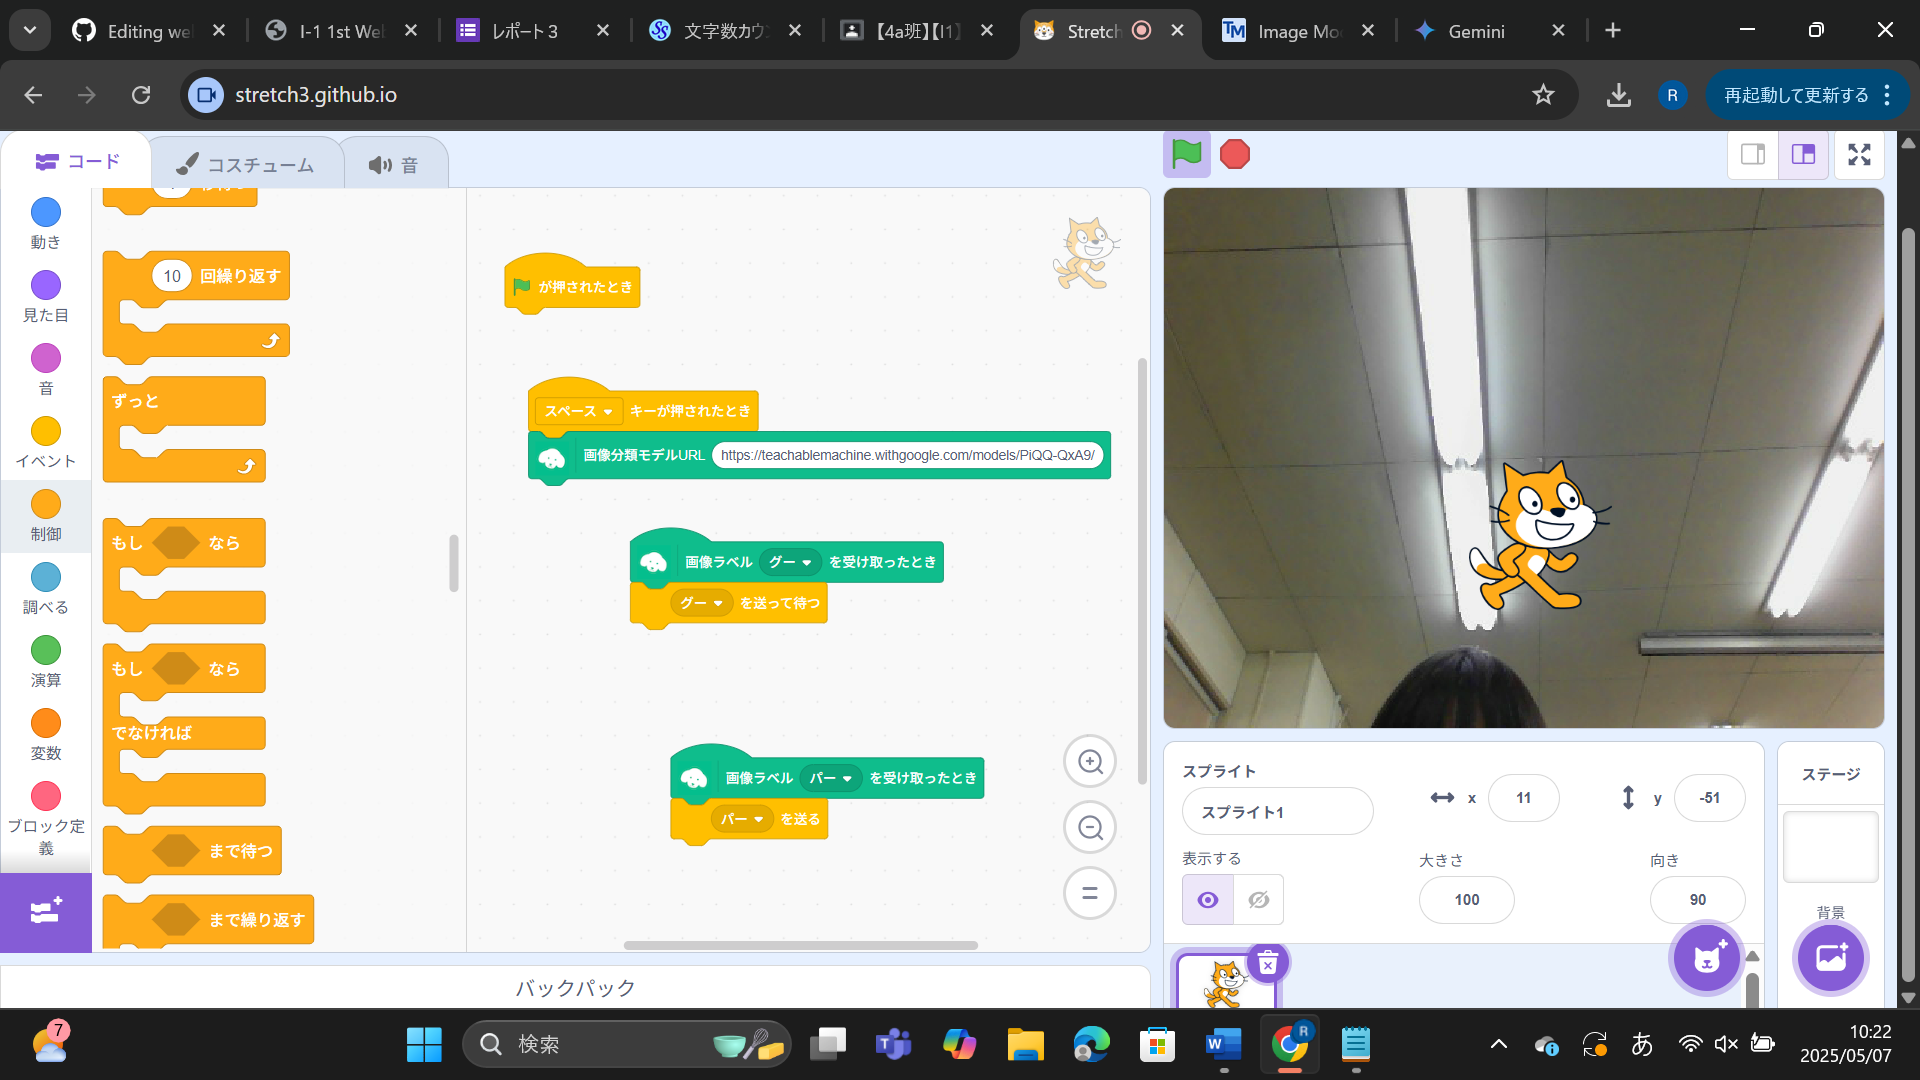 Editing we
I-1 1st Wel
レポート3
文字数カウ
【4a班】【I1】
Stretch
Image Mo
Gemini
stretch3.github.io
R
再起動して更新する
コード
コスチューム
音
動き
見た目
音
イベント
制御
調べる
演算
変数
ブロック定
義
10 回繰り返す
ずっと
もし なら
もし なら
でなければ
まで待つ
まで繰り返す
が押されたとき
スペース キーが押されたとき
画像分類モデルURL https://teachablemachine.withgoogle.com/models/PiQQ-QxA9/
画像ラベル グー を受け取ったとき
グー を送って待つ
画像ラベル パー を受け取ったとき
パー を送る
バックパック
スプライト
スプライト1
x 11
y -51
表示する
大きさ
100
向き
90
ステージ
背景
7
検索
R
あ
10:22
2025/05/07